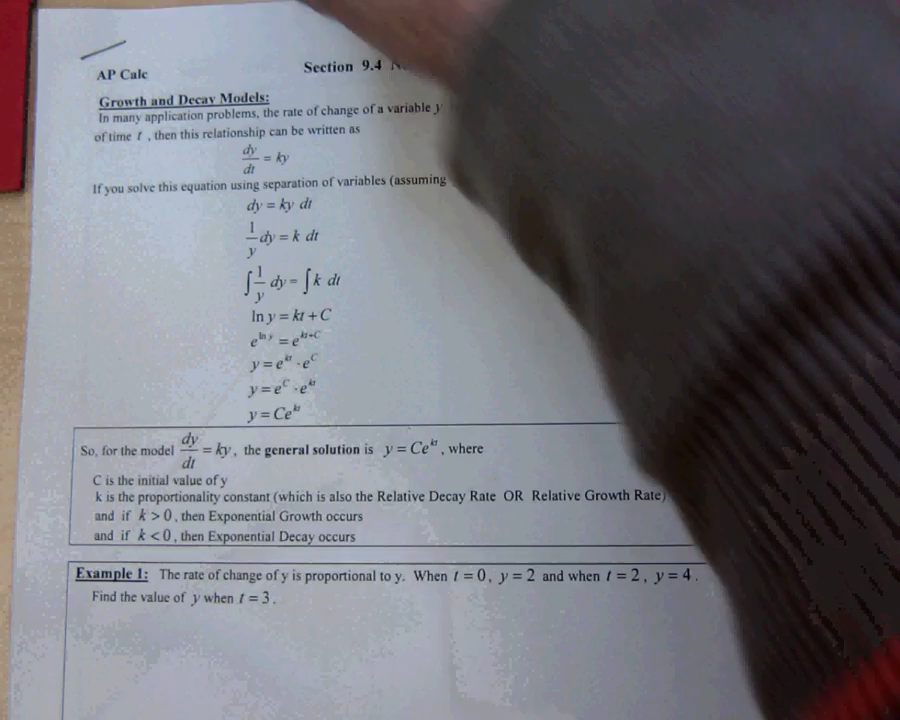 AP Calc
Section 9.4
Growth and Decay Models:
In many application problems, the rate of change of a variable y
of time t , then this relationship can be written as
dy/dt = ky
If you solve this equation using separation of variables (assuming
dy = ky dt
1/y dy = k dt
∫ 1/y dy = ∫ k dt
ln y = kt + C
e^{ln y} = e^{kt+C}
y = e^{kt} · e^C
y = e^C · e^{kt}
y = Ce^{kt}
So, for the model dy/dt = ky , the general solution is y = Ce^{kt} , where
C is the initial value of y
k is the proportionality constant (which is also the Relative Decay Rate OR Relative Growth Rate)
and if k > 0 , then Exponential Growth occurs
and if k < 0 , then Exponential Decay occurs
Example 1: The rate of change of y is proportional to y. When t = 0 , y = 2 and when t = 2 , y = 4 .
Find the value of y when t = 3 .